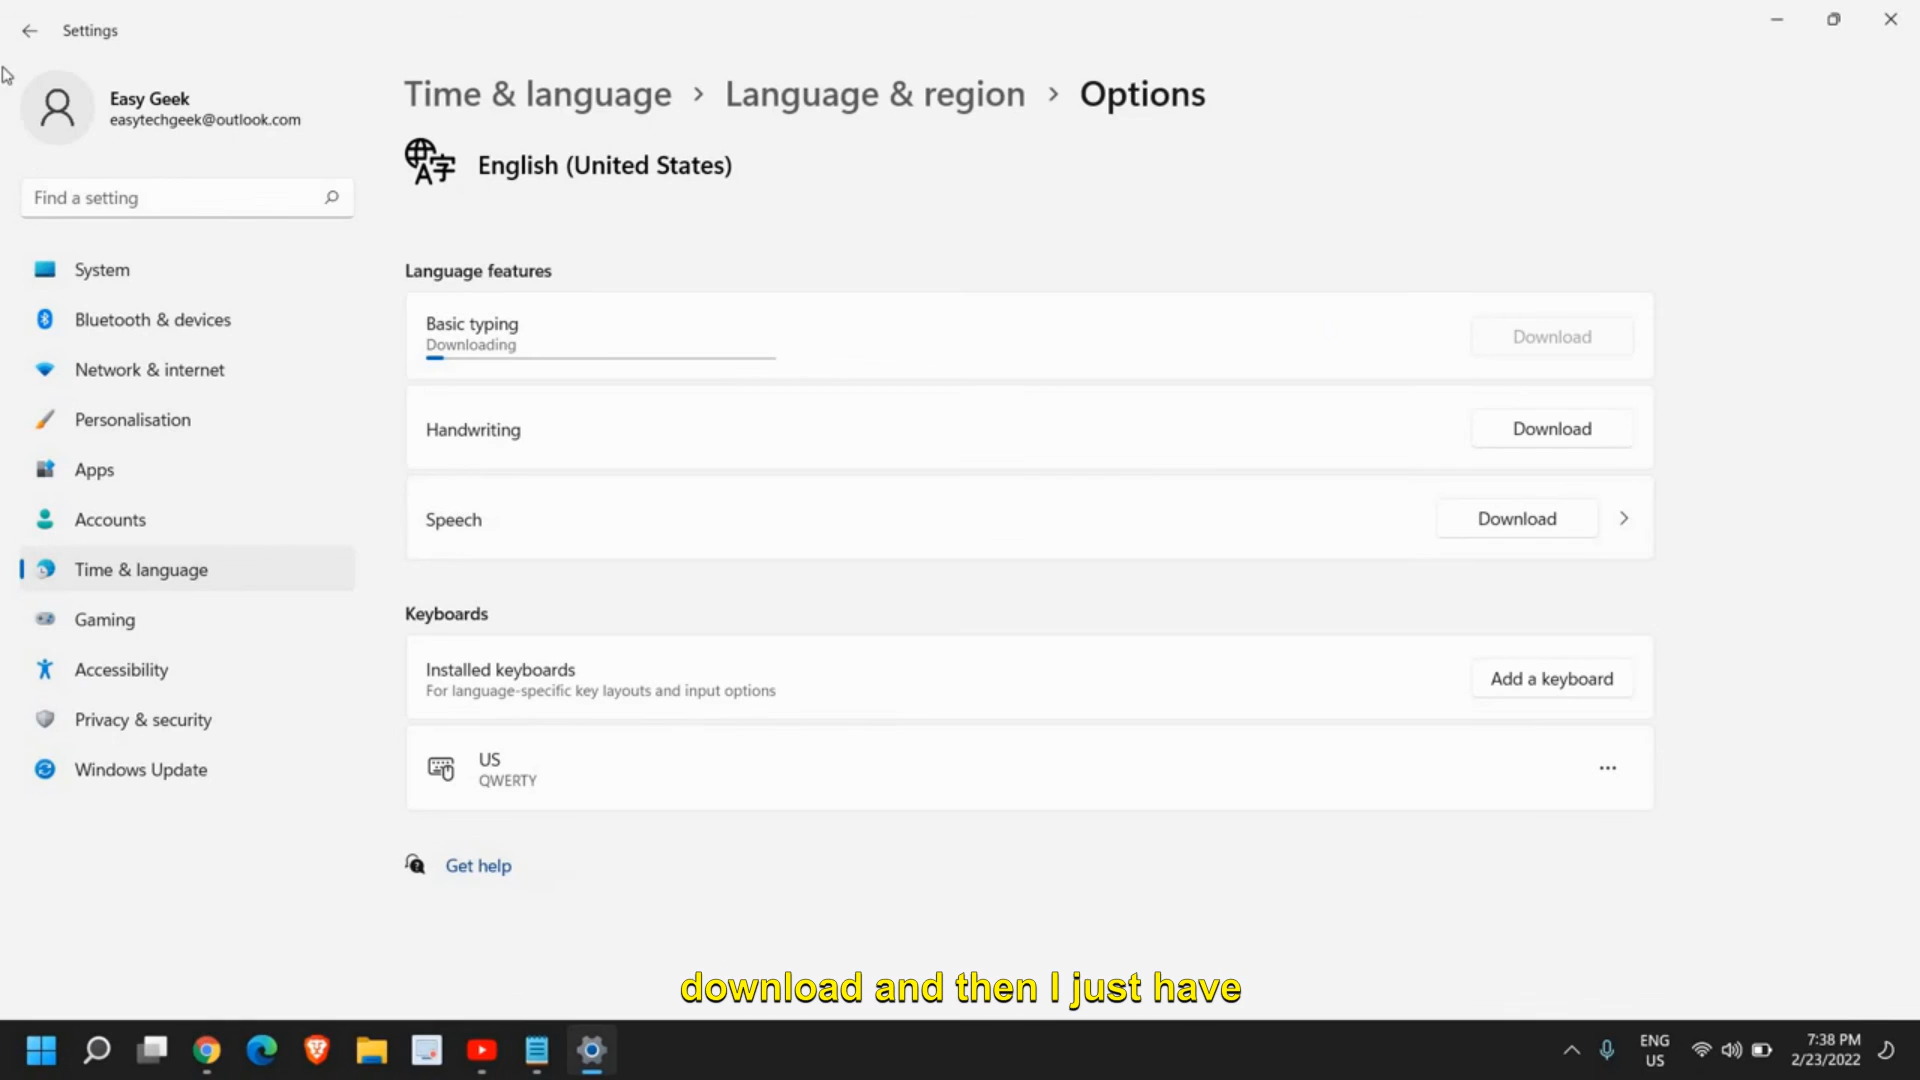 Settings
Easy Geek
easytechgeek@outlook.com
Find a setting
System
Bluetooth & devices
Network & internet
Personalisation
Apps
Accounts
Time & language
Gaming
Accessibility
Privacy & security
Windows Update
Time & language > Language & region > Options
English (United States)
Language features
Basic typing
Downloading
Download
Handwriting
Download
Speech
Download
Keyboards
Installed keyboards
For language-specific key layouts and input options
Add a keyboard
US
QWERTY
Get help
download and then I just have
ENG
US
7:38 PM
2/23/2022